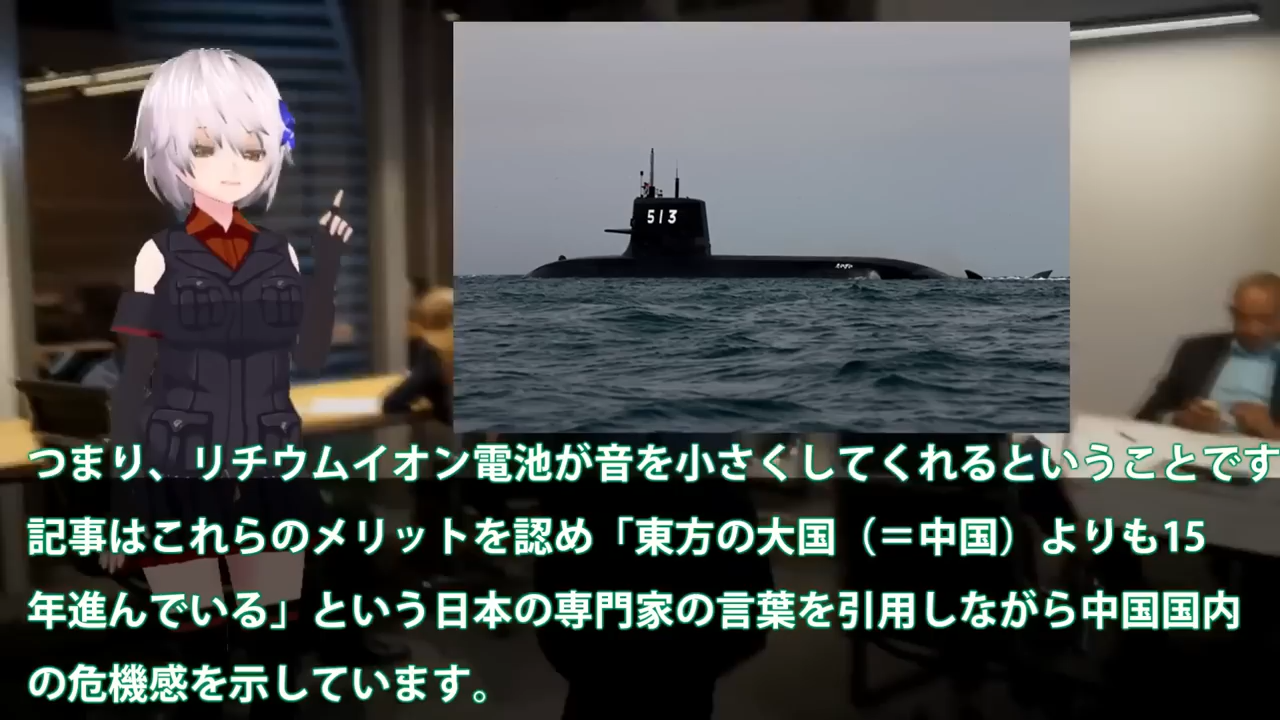 513
つまり、リチウムイオン電池が音を小さくしてくれるということです
記事はこれらのメリットを認め「東方の大国（＝中国）よりも15
年進んでいる」という日本の専門家の言葉を引用しながら中国国内
の危機感を示しています。